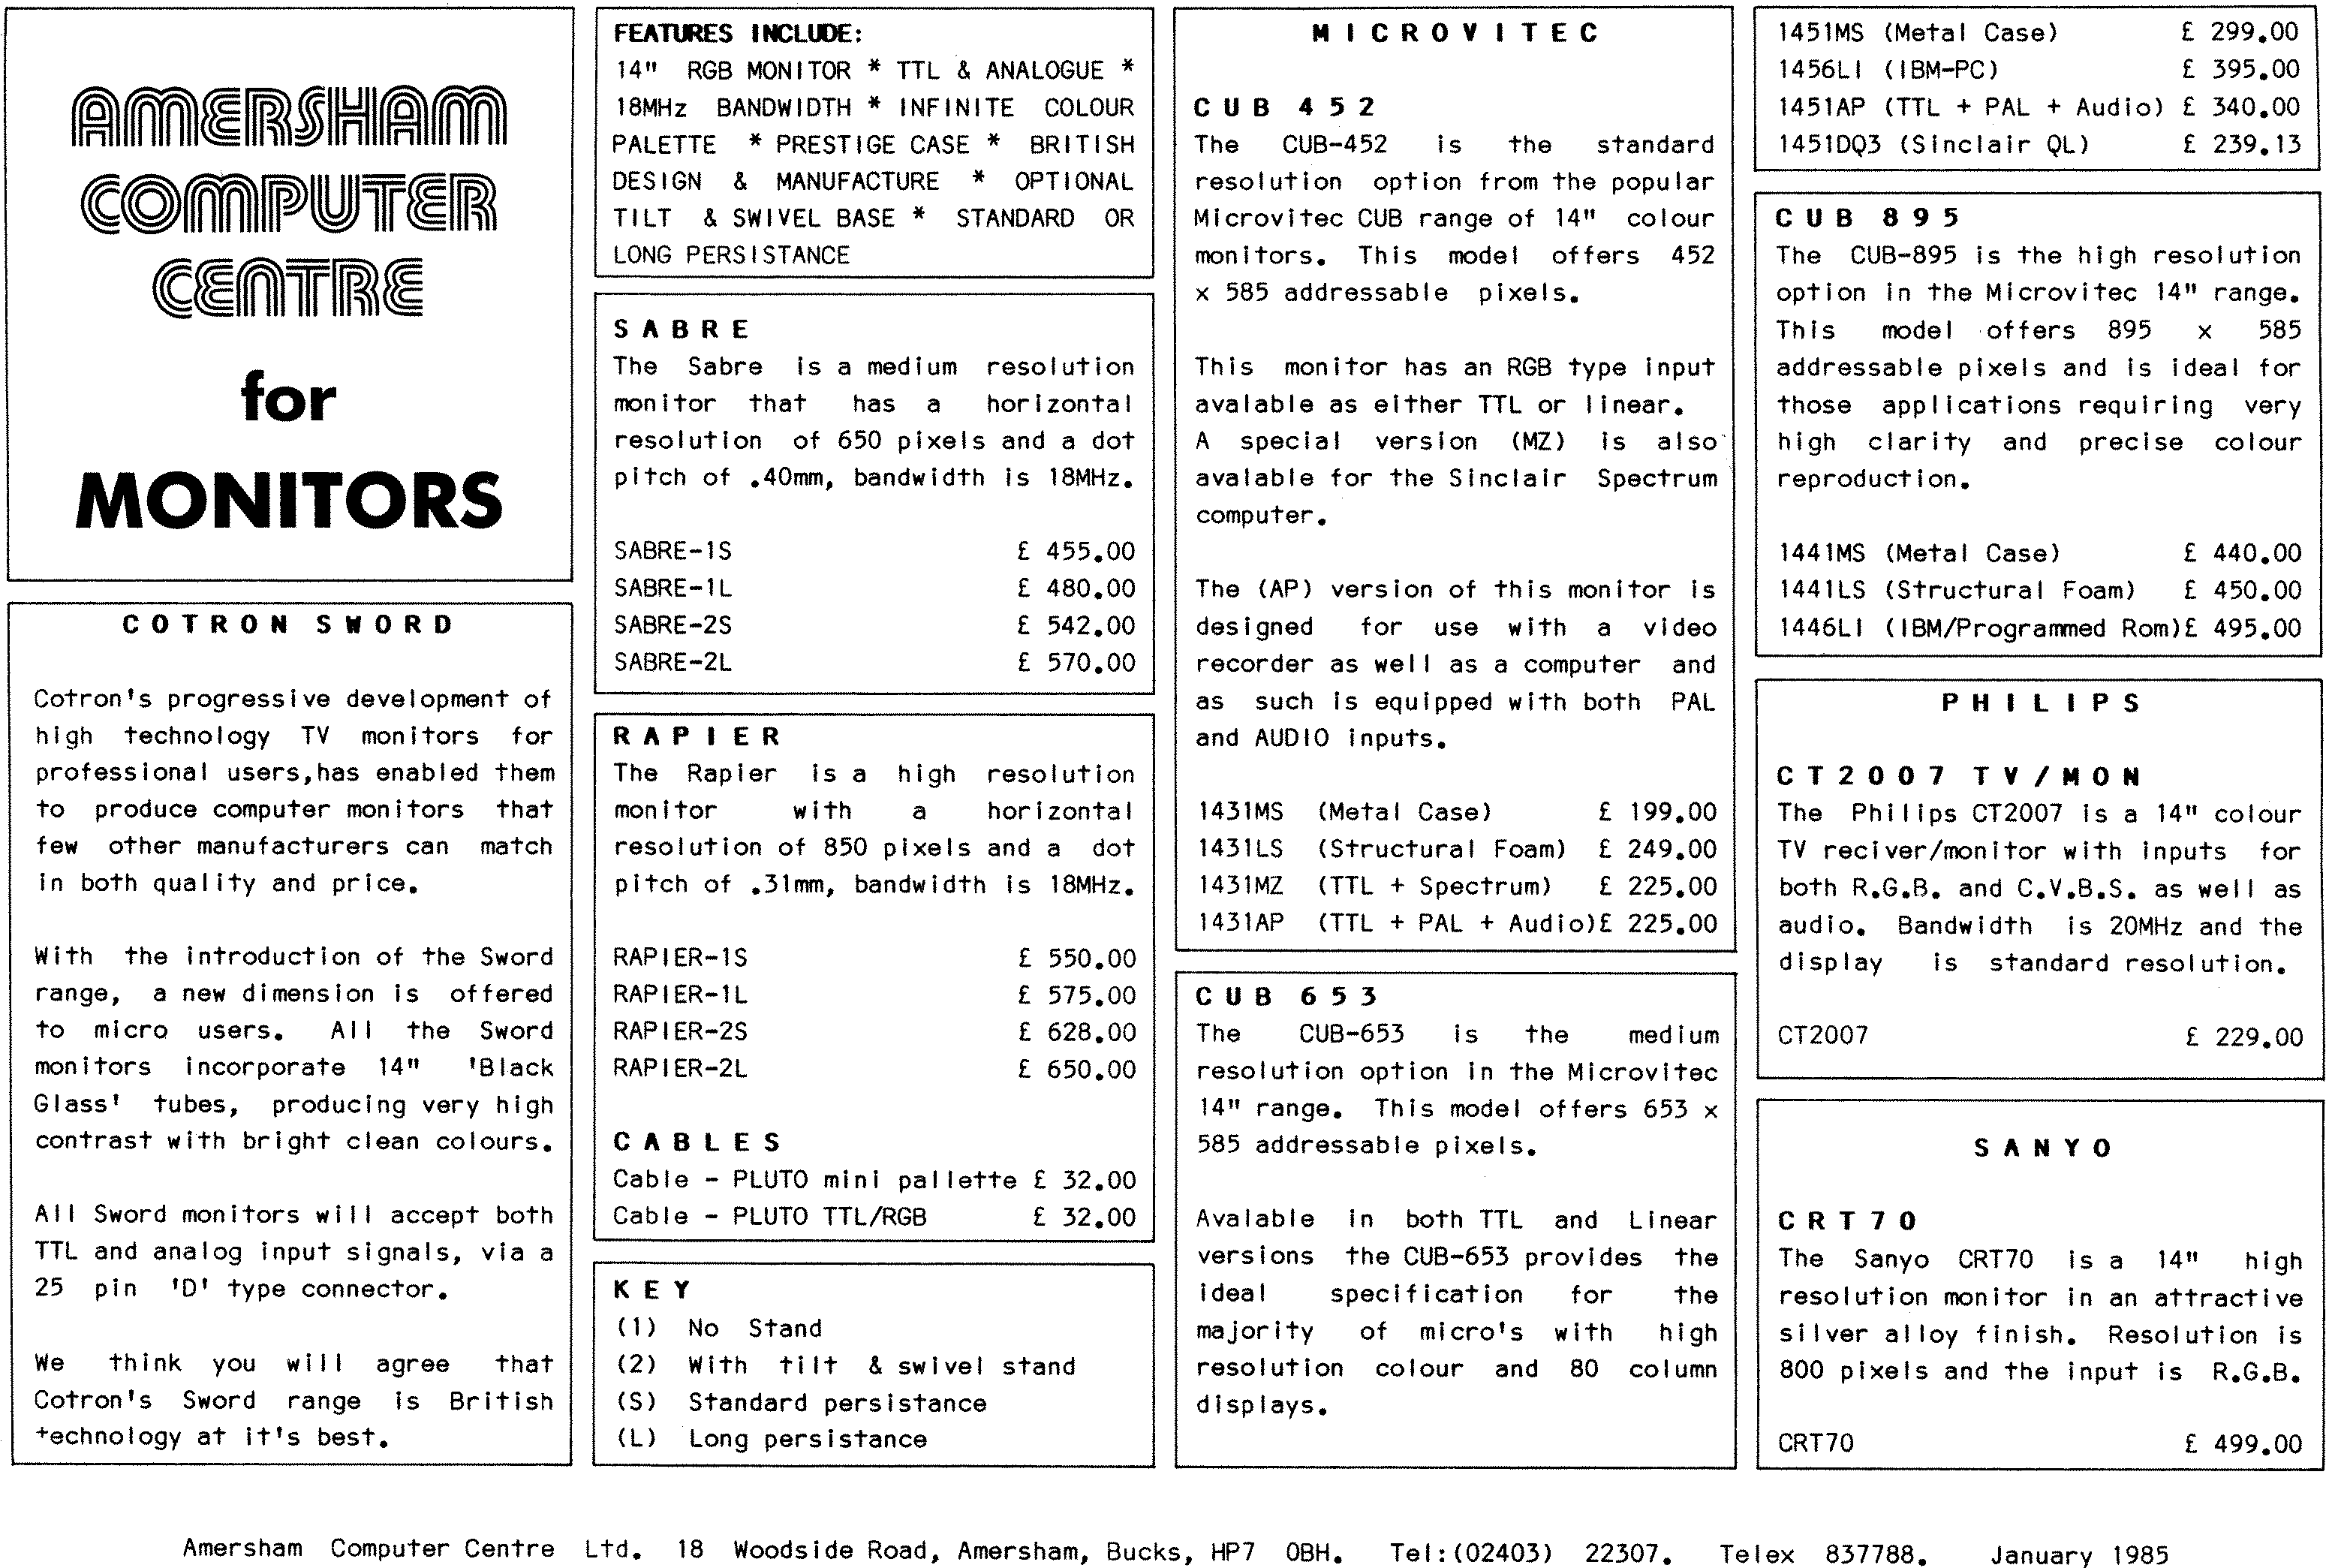 AMERSHAM
COMPUTER
CENTRE
for
MONITORS
COTRON SWORD
Cotron's progressive development of
high technology TV monitors for
professional users,has enabled them
to produce computer monitors that
few other manufacturers can match
in both quality and price.
With the introduction of the Sword
range, a new dimension is offered
to micro users. All the Sword
monitors incorporate 14" 'Black
Glass' tubes, producing very high
contrast with bright clean colours.
All Sword monitors will accept both
TTL and analog input signals, via a
25 pin 'D' type connector.
We think you will agree that
Cotron's Sword range is British
technology at it's best.
FEATURES INCLUDE:
14" RGB MONITOR * TTL & ANALOGUE *
18MHz BANDWIDTH * INFINITE COLOUR
PALETTE * PRESTIGE CASE * BRITISH
DESIGN & MANUFACTURE * OPTIONAL
TILT & SWIVEL BASE * STANDARD OR
LONG PERSISTANCE
SABRE
The Sabre is a medium resolution
monitor that has a horizontal
resolution of 650 pixels and a dot
pitch of .40mm, bandwidth is 18MHz.
SABRE-1S £ 455.00
SABRE-1L £ 480.00
SABRE-2S £ 542.00
SABRE-2L £ 570.00
RAPIER
The Rapier is a high resolution
monitor with a horizontal
resolution of 850 pixels and a dot
pitch of .31mm, bandwidth is 18MHz.
RAPIER-1S £ 550.00
RAPIER-1L £ 575.00
RAPIER-2S £ 628.00
RAPIER-2L £ 650.00
CABLES
Cable - PLUTO mini pallette £ 32.00
Cable - PLUTO TTL/RGB £ 32.00
KEY
(1) No Stand
(2) With tilt & swivel stand
(S) Standard persistance
(L) Long persistance
MICROVITEC
CUB 452
The CUB-452 is the standard
resolution option from the popular
Microvitec CUB range of 14" colour
monitors. This model offers 452
x 585 addressable pixels.
This monitor has an RGB type input
avalable as either TTL or linear.
A special version (MZ) is also
avalable for the Sinclair Spectrum
computer.
The (AP) version of this monitor is
designed for use with a video
recorder as well as a computer and
as such is equipped with both PAL
and AUDIO inputs.
1431MS (Metal Case) £ 199.00
1431LS (Structural Foam) £ 249.00
1431MZ (TTL + Spectrum) £ 225.00
1431AP (TTL + PAL + Audio)£ 225.00
CUB 653
The CUB-653 is the medium
resolution option in the Microvitec
14" range. This model offers 653 x
585 addressable pixels.
Avalable in both TTL and Linear
versions the CUB-653 provides the
ideal specification for the
majority of micro's with high
resolution colour and 80 column
displays.
1451MS (Metal Case) £ 299.00
1456LI (IBM-PC) £ 395.00
1451AP (TTL + PAL + Audio) £ 340.00
1451DQ3 (Sinclair QL) £ 239.13
CUB 895
The CUB-895 is the high resolution
option in the Microvitec 14" range.
This model offers 895 x 585
addressable pixels and is ideal for
those applications requiring very
high clarity and precise colour
reproduction.
1441MS (Metal Case) £ 440.00
1441LS (Structural Foam) £ 450.00
1446LI (IBM/Programmed Rom)£ 495.00
PHILIPS
CT2007 TV/MON
The Philips CT2007 is a 14" colour
TV reciver/monitor with inputs for
both R.G.B. and C.V.B.S. as well as
audio. Bandwidth is 20MHz and the
display is standard resolution.
CT2007 £ 229.00
SANYO
CRT70
The Sanyo CRT70 is a 14" high
resolution monitor in an attractive
silver alloy finish. Resolution is
800 pixels and the input is R.G.B.
CRT70 £ 499.00
Amersham Computer Centre Ltd. 18 Woodside Road, Amersham, Bucks, HP7 0BH. Tel:(02403) 22307. Telex 837788. January 1985